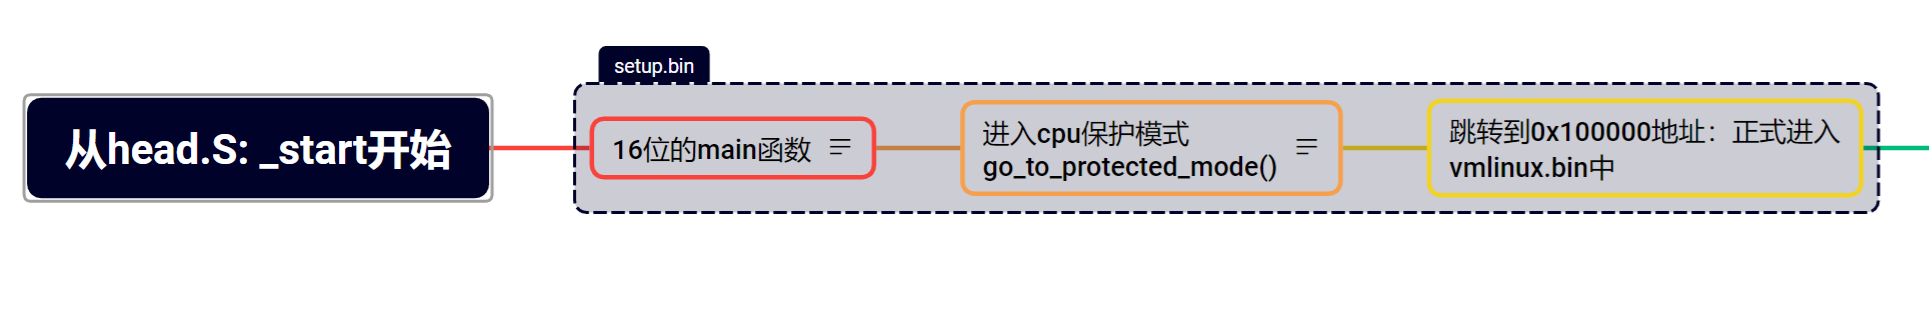 setup.bin
从head.S: _start开始
16位的main函数
进入cpu保护模式
go_to_protected_mode()
跳转到0x100000地址：正式进入
vmlinux.bin中